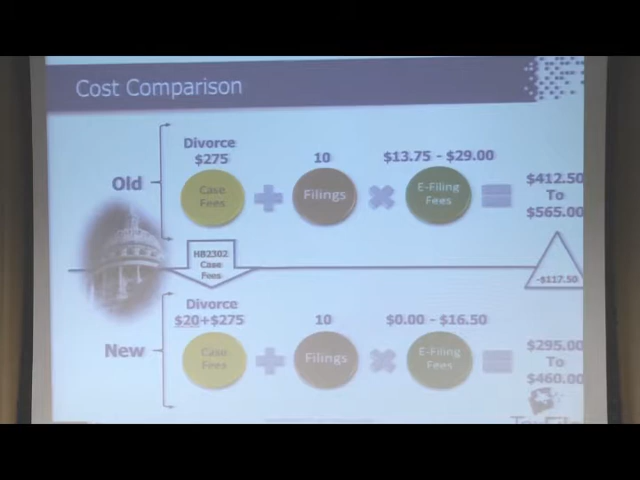 Cost Comparison
Divorce
$275
10
$13.75 - $29.00
Old
Case
Fees
Filings
E-Filing
Fees
$412.50
To
$565.00
HB2302
Case
Fees
-$117.50
Divorce
$20+$275
10
$0.00 - $16.50
New
Case
Fees
Filings
E-Filing
Fees
$295.00
To
$460.00